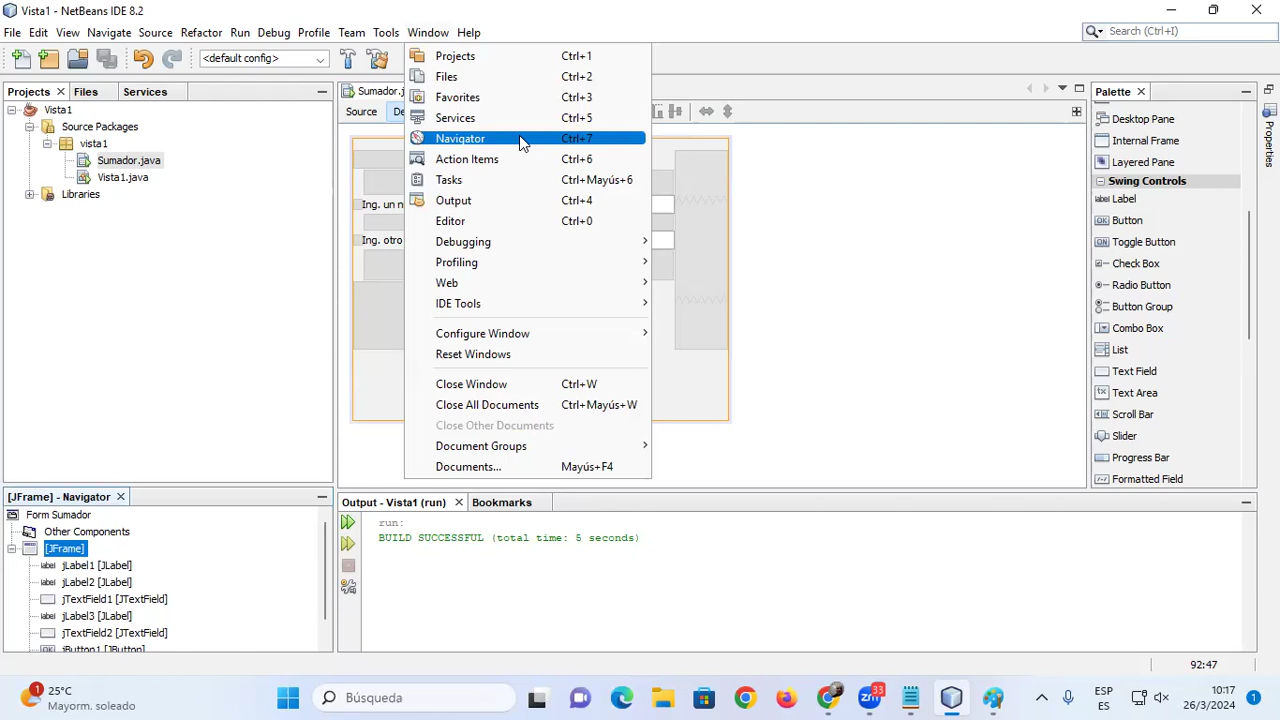 Vista1 - NetBeans IDE 8.2
File Edit View Navigate Source Refactor Run Debug Profile Team Tools Window Help
Search (Ctrl+I)
<default config>
Projects Files Services
Vista1
Source Packages
vista1
Sumador.java
Vista1.java
Libraries
Sumador.j
Source
De
Ing. un n
Ing. otro
Projects Ctrl+1
Files Ctrl+2
Favorites Ctrl+3
Services Ctrl+5
Navigator Ctrl+7
Action Items Ctrl+6
Tasks Ctrl+Mayús+6
Output Ctrl+4
Editor Ctrl+0
Debugging
Profiling
Web
IDE Tools
Configure Window
Reset Windows
Close Window Ctrl+W
Close All Documents Ctrl+Mayús+W
Close Other Documents
Document Groups
Documents... Mayús+F4
Palette
Desktop Pane
Internal Frame
Layered Pane
Swing Controls
Label
Button
Toggle Button
Check Box
Radio Button
Button Group
Combo Box
List
Text Field
Text Area
Scroll Bar
Slider
Progress Bar
Formatted Field
Properties
[JFrame] - Navigator
Form Sumador
Other Components
[JFrame]
jLabel1 [JLabel]
jLabel2 [JLabel]
jTextField1 [JTextField]
jLabel3 [JLabel]
jTextField2 [JTextField]
jButton1 [JButton]
Output - Vista1 (run) Bookmarks
run:
BUILD SUCCESSFUL (total time: 5 seconds)
92:47
1
25°C
Mayorm. soleado
Búsqueda
33
ESP
ES
10:17
26/3/2024